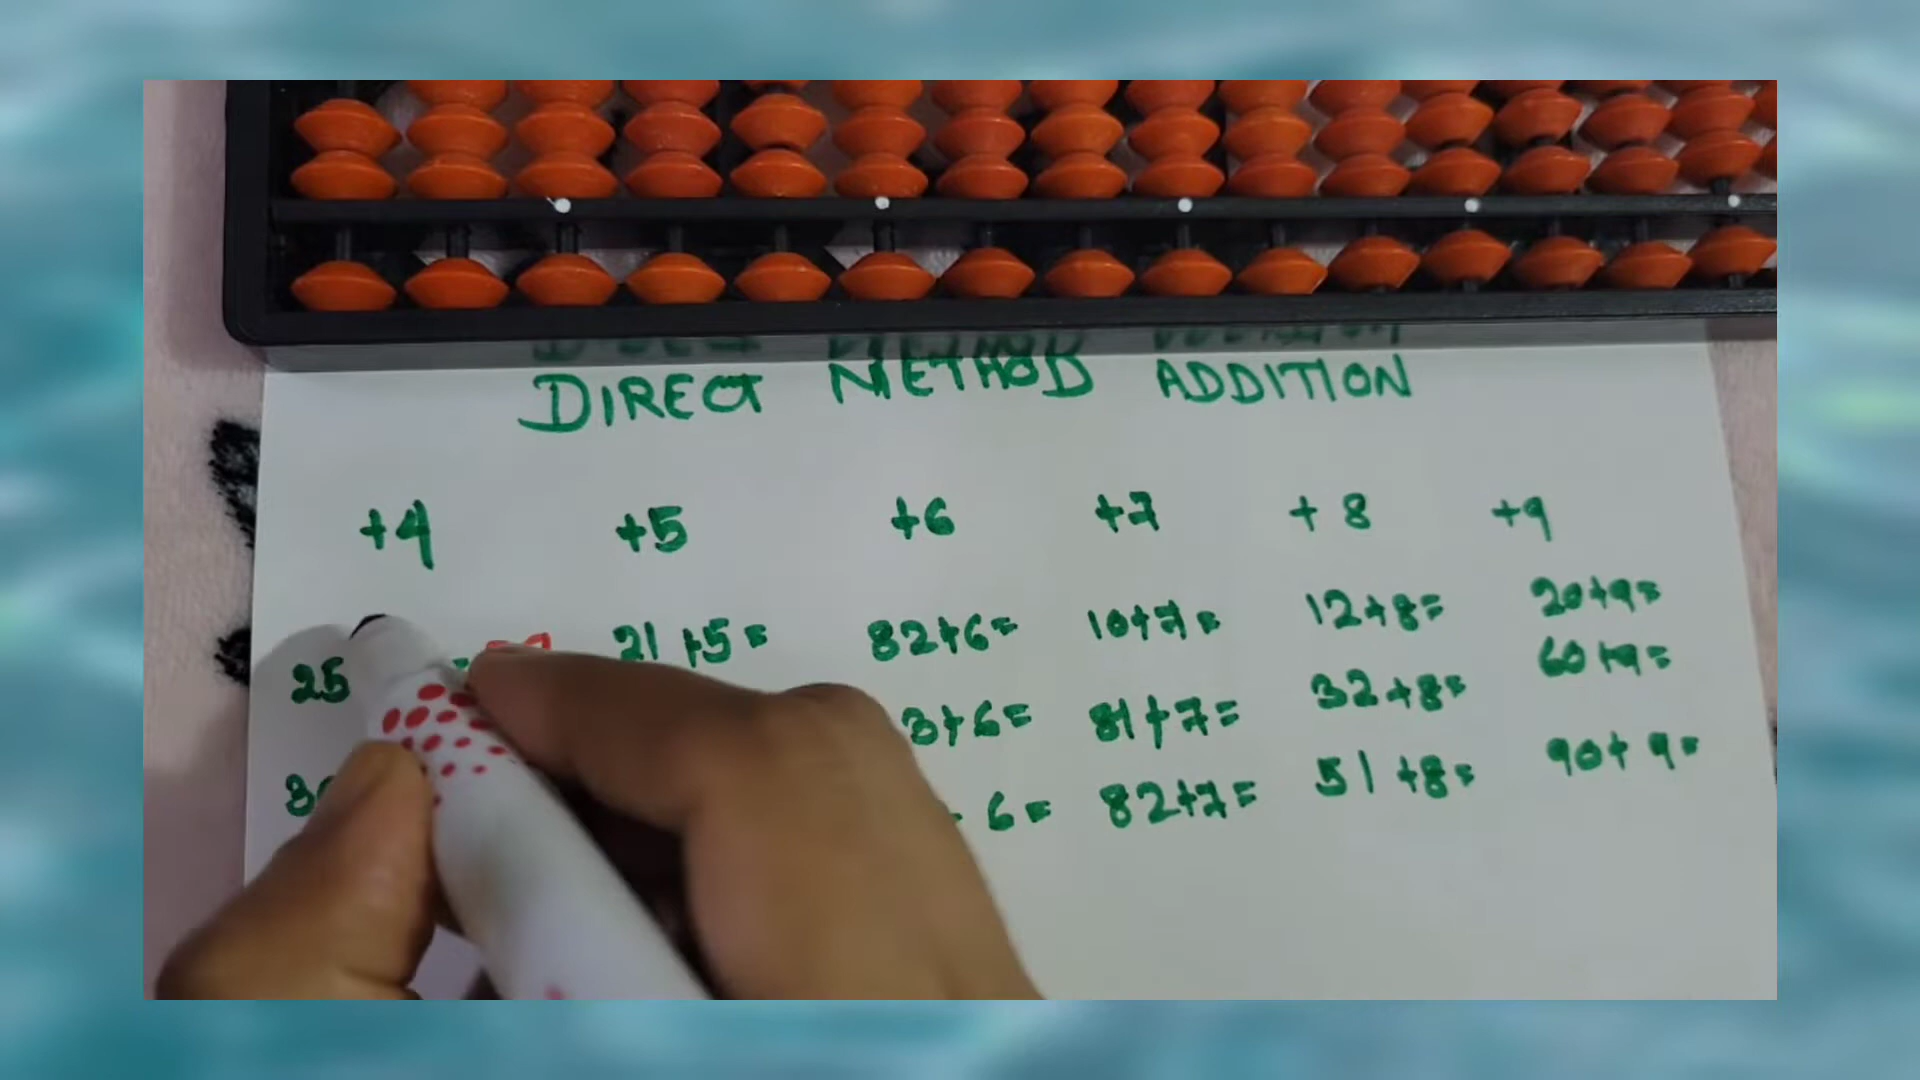 DIRECT METHOD ADDITION
+4 +5 +6 +7 +8 +9
25 21+5= 82+6= 10+7= 12+8= 20+9=
3+6= 81+7= 32+8= 60+9=
6= 82+7= 51+8= 90+9=